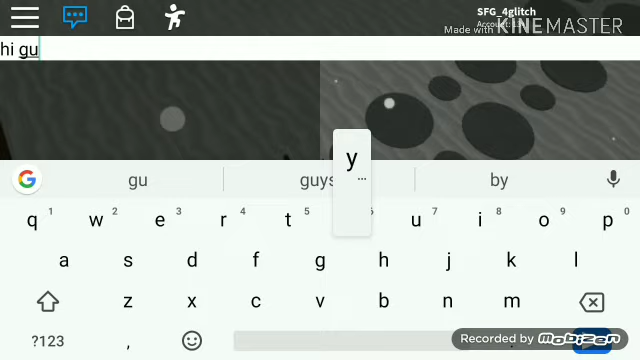 SFG_4glitch
Made with KINEMASTER
hi gu
y
...
gu guys by
q 1 w 2 e 3 r 4 t 5 6 u 7 i 8 o 9 p 0
a s d f g h j k l
z x c v b n m
?123 ,
Recorded by mobizen